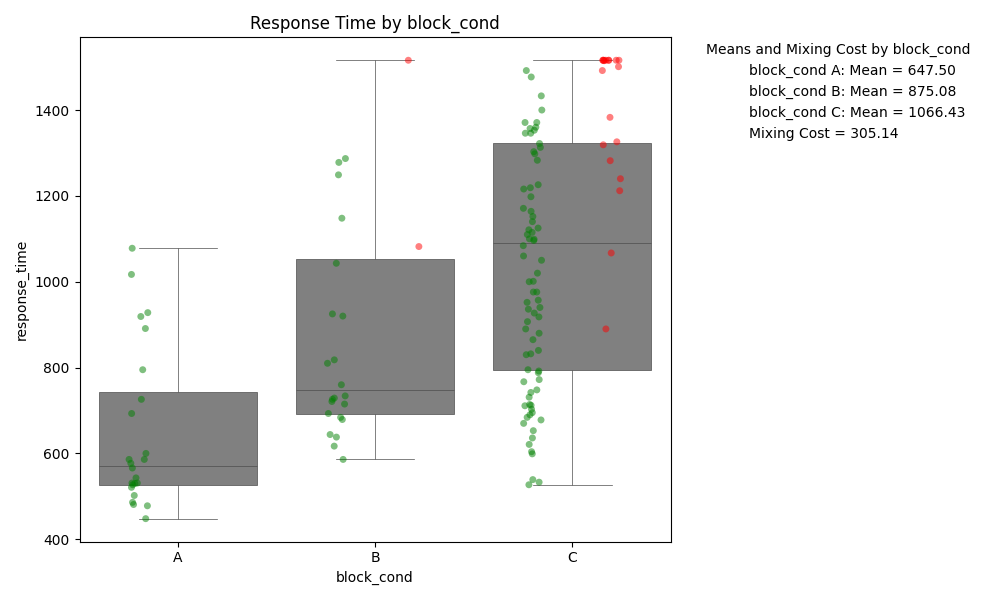 Response Time by block_cond
Means and Mixing Cost by block_cond
block_cond A: Mean = 647.50
block_cond B: Mean = 875.08
block_cond C: Mean = 1066.43
Mixing Cost = 305.14
response_time
1400
1200
1000
800
600
400
A
B
C
block_cond